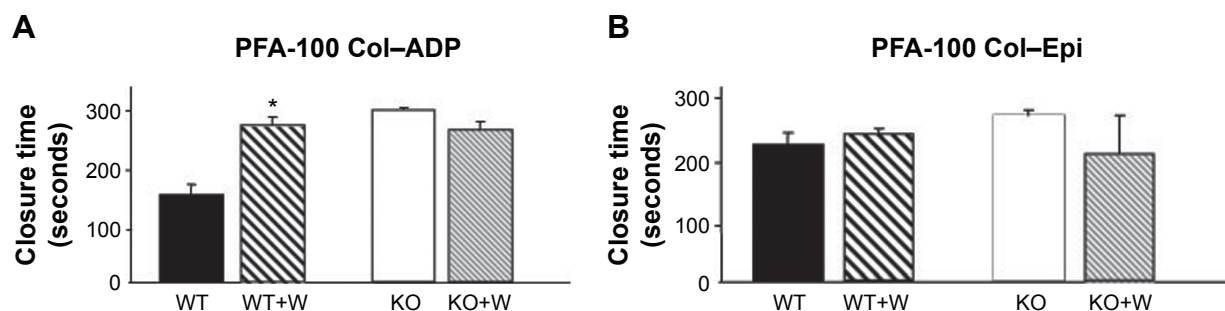 A
PFA-100 Col–ADP
Closure time
(seconds)
300
200
100
0
*
WT
WT+W
KO
KO+W
B
PFA-100 Col–Epi
Closure time
(seconds)
300
200
100
0
WT
WT+W
KO
KO+W